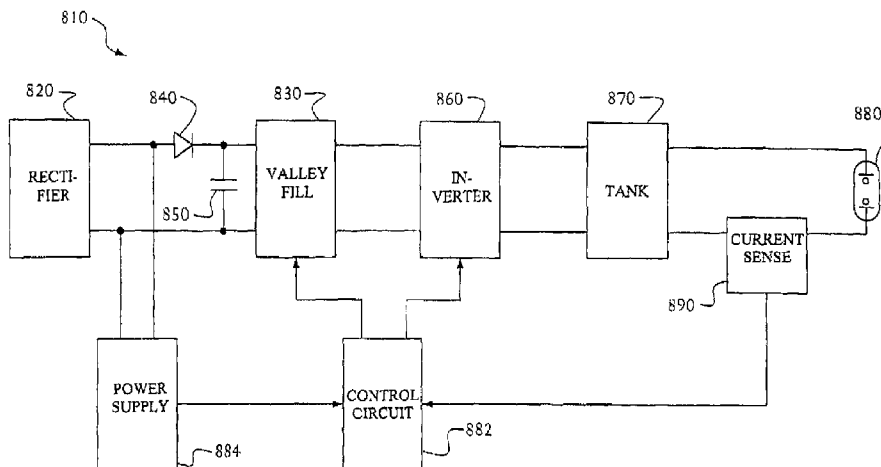 810
820
840
830
860
870
880
RECTI-
FIER
850
VALLEY
FILL
IN-
VERTER
TANK
CURRENT
SENSE
890
POWER
SUPPLY
884
CONTROL
CIRCUIT
882